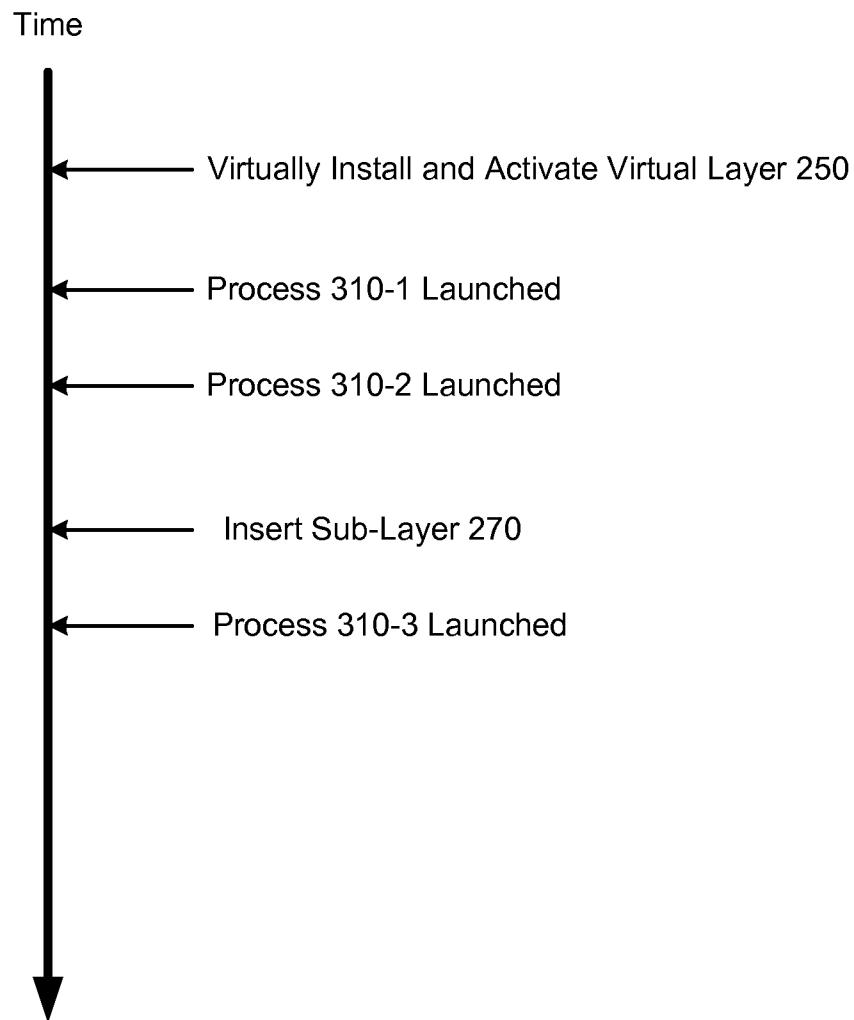 Time
Virtually Install and Activate Virtual Layer 250
Process 310-1 Launched
Process 310-2 Launched
Insert Sub-Layer 270
Process 310-3 Launched